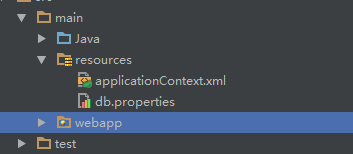 main
Java
resources
applicationContext.xml
db.properties
webapp
test